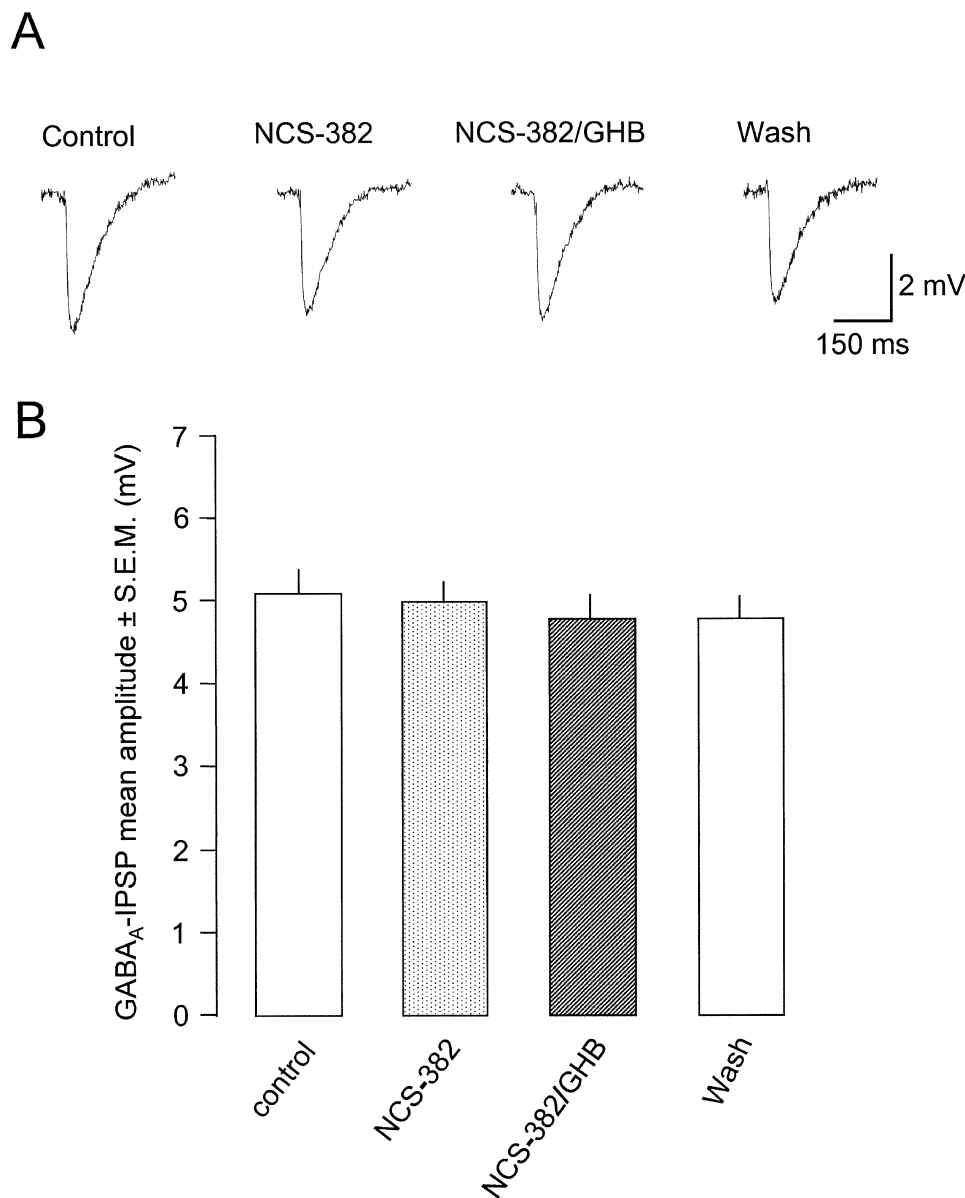 A
Control
NCS-382
NCS-382/GHB
Wash
2 mV
150 ms
B
GABAA-IPSP mean amplitude ± S.E.M. (mV)
7
6
5
4
3
2
1
0
control
NCS-382
NCS-382/GHB
Wash